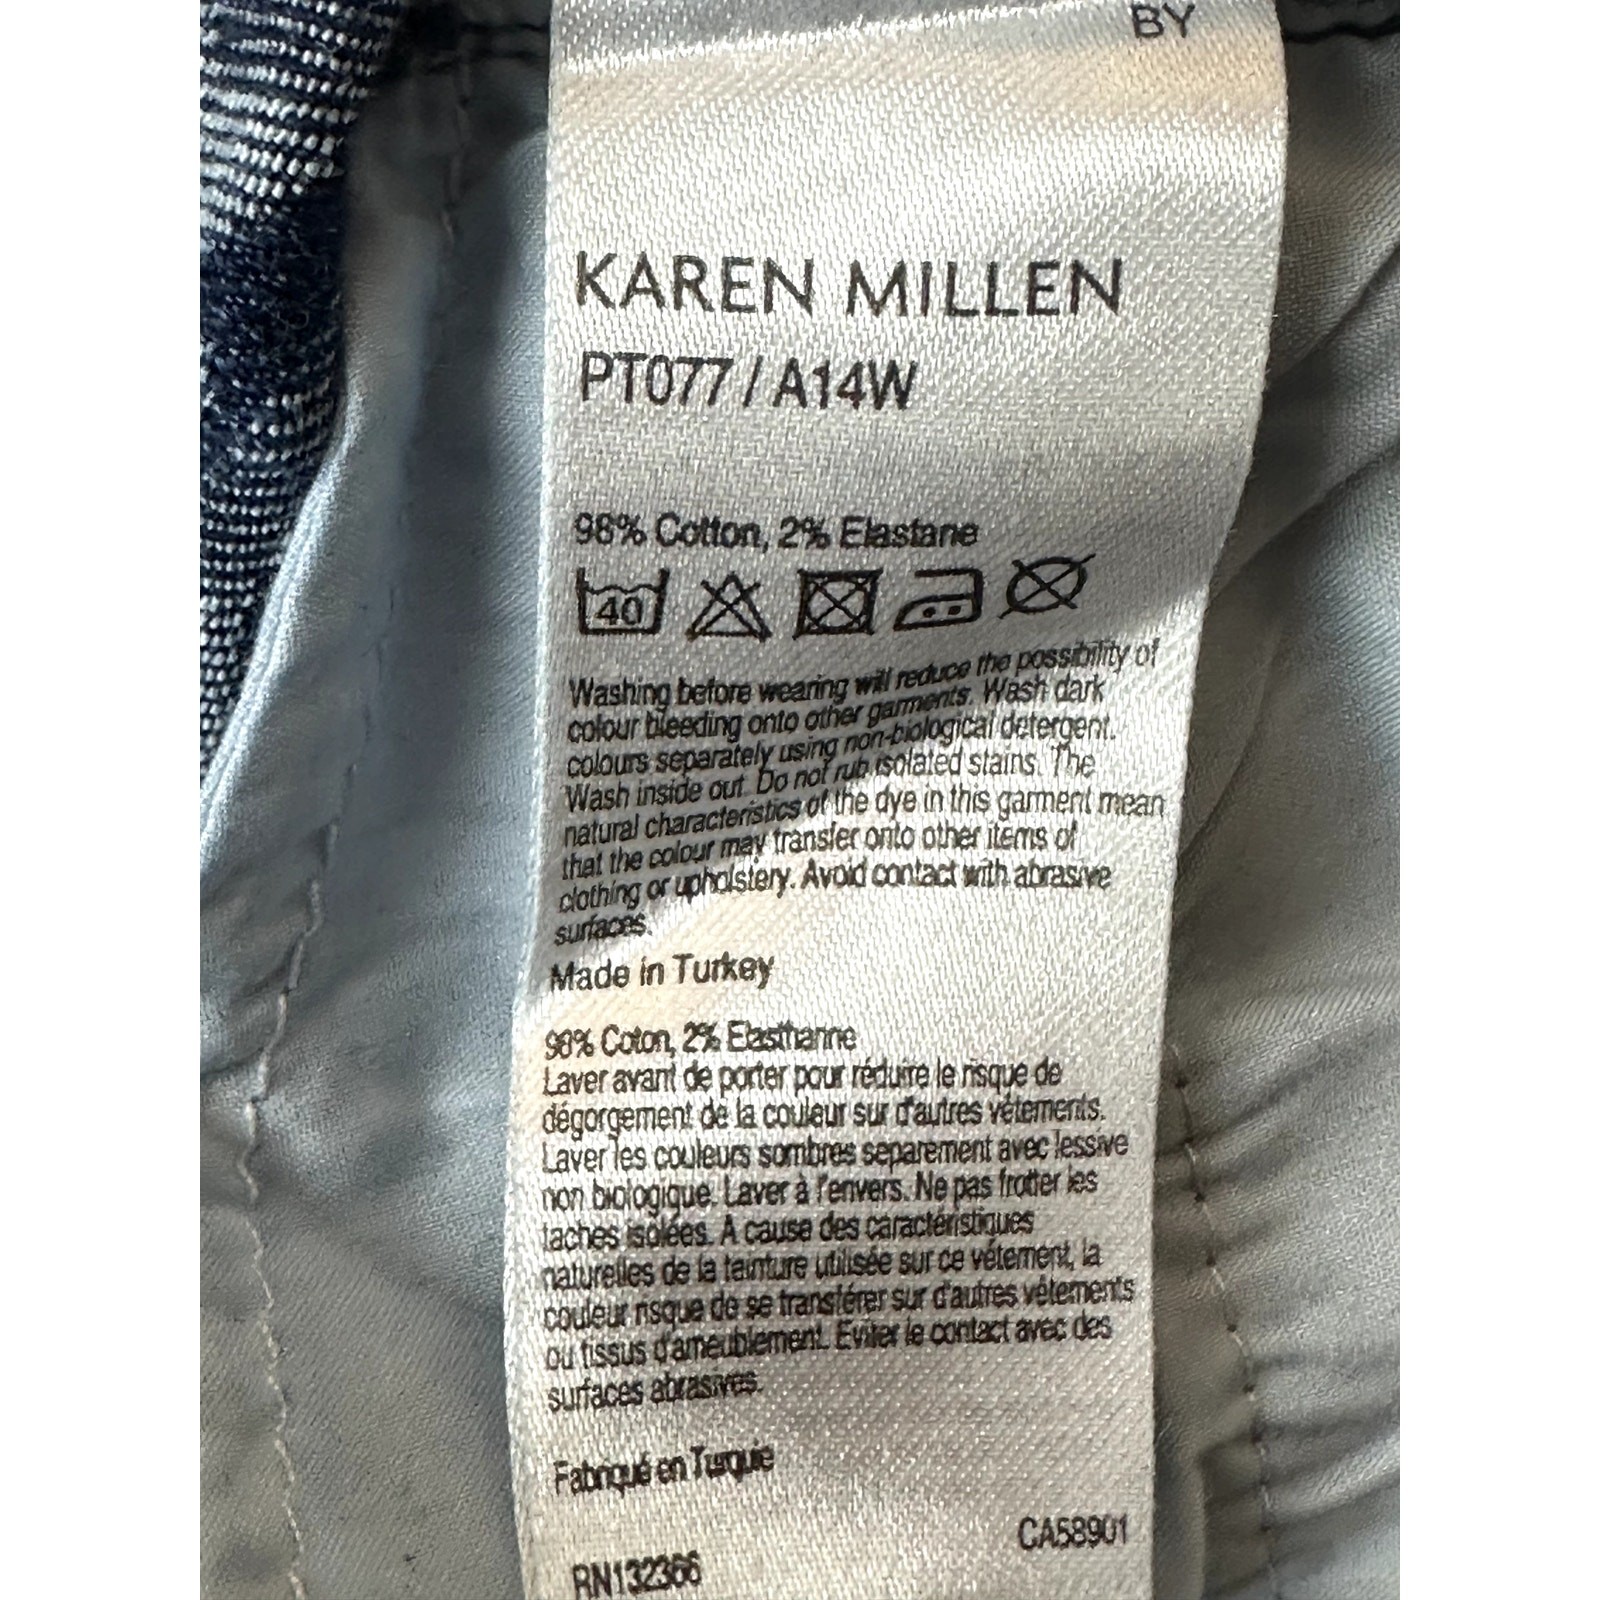 BY
KAREN MILLEN
PT077 / A14W
98% Cotton, 2% Elastane
40
Washing before wearing will reduce the possibility of
colour bleeding onto other garments. Wash dark
colours separately using non-biological detergent.
Wash inside out. Do not rub isolated stains. The
natural characteristics of the dye in this garment mean
that the colour may transfer onto other items of
clothing or upholstery. Avoid contact with abrasive
surfaces.
Made in Turkey
98% Coton, 2% Elasthanne
Laver avant de porter pour réduire le risque de
dégorgement de la couleur sur d'autres vêtements.
Laver les couleurs sombres separement avec lessive
non biologique. Laver à l'envers. Ne pas frotter les
taches isolées. A cause des caractéristiques
naturelles de la teinture utilisée sur ce vêtement, la
couleur risque de se transférer sur d'autres vêtements
ou tissus d'ameublement. Eviter le contact avec des
surfaces abrasives.
Fabriqué en Turquie
CA58901
RN132366